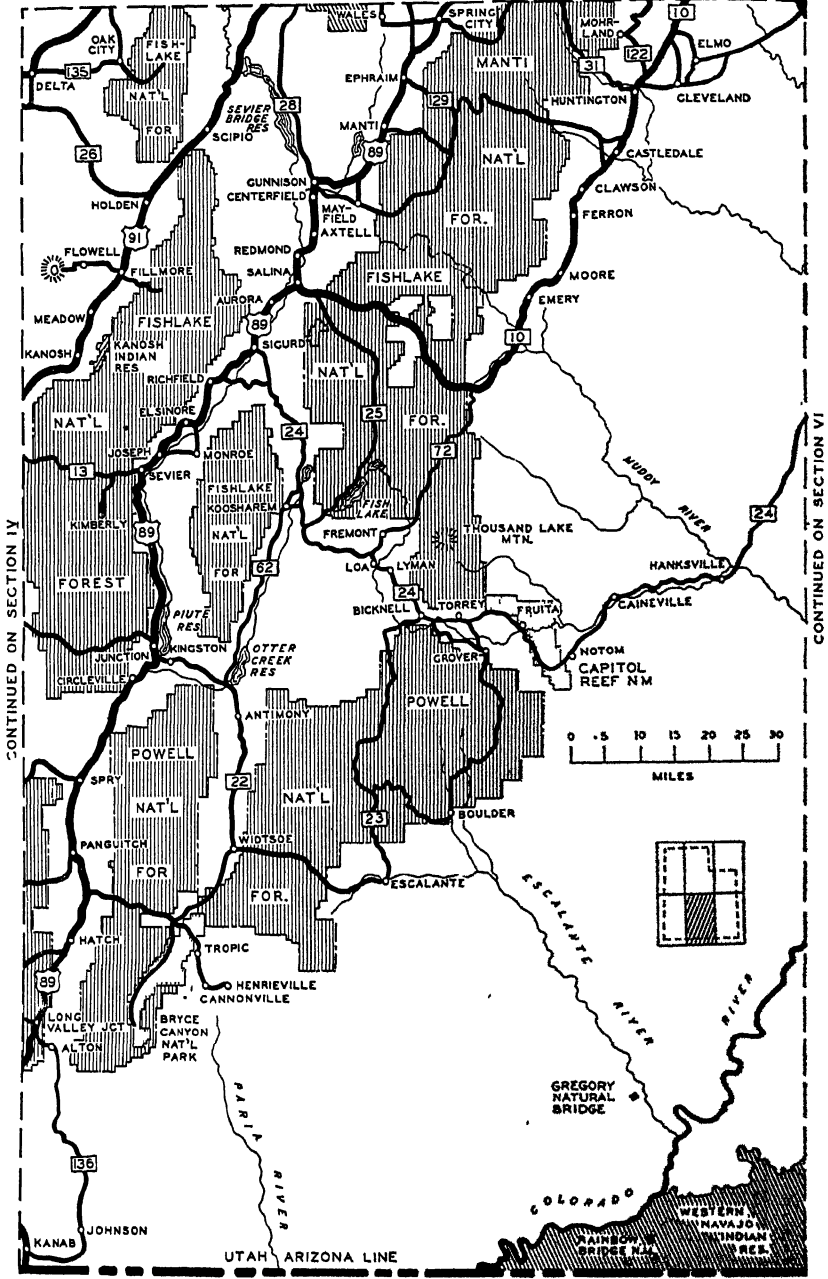 WALES
SPRING
CITY
10
MOHR-
LAND
OAK
CITY
FISH-
LAKE
MANTI
122
ELMO
135
31
DELTA
EPHRAIM
NAT'L
HUNTINGTON
CLEVELAND
28
129
SEVIER
BRIDGE
RES
FOR
SCIPIO
MANTI
26
89
NAT'L
CASTLEDALE
GUNNISON
CENTERFIELD
CLAWSON
HOLDEN
MAY-
FIELD
FERRON
FOR.
91
AXTELL
FLOWELL
REDMOND
FILLMORE
SALINA
FISHLAKE
MOORE
AURORA
EMERY
MEADOW
FISHLAKE
89
10
KANOSH
KANOSH
INDIAN
RES
SIGURD
RICHFIELD
NAT'L
ELSINORE
25
NAT'L
FOR.
24
JOSEPH
MONROE
72
13
SEVIER
MUDDY
RIVER
FISHLAKE
KOOSHAREM
FISH
LAKE
24
KIMBERLY
89
NAT'L
FREMONT
THOUSAND LAKE
MTN.
FOR
62
LOA
LYMAN
HANKSVILLE
FOREST
24
BICKNELL
TORREY
FRUITA
CAINEVILLE
PIUTE
RES
KINGSTON
JUNCTION
OTTER
CREEK
RES
GROVER
NOTOM
CAPITOL
REEF NM
CIRCLEVILLE
POWELL
ANTIMONY
POWELL
0 5 10 15 20 25 30
MILES
SPRY
22
NAT'L
NAT'L
23
BOULDER
PANGUITCH
WIDTSOE
FOR
ESCALANTE
FOR.
ESCALANTE
RIVER
HATCH
TROPIC
89
HENRIEVILLE
CANNONVILLE
RIVER
LONG
VALLEY JCT
BRYCE
CANYON
NAT'L
PARK
ALTON
GREGORY
NATURAL
BRIDGE
PARIA
RIVER
136
COLORADO
JOHNSON
WESTERN
NAVAJO
INDIAN
RES.
RAINBOW
BRIDGE N.M.
KANAB
UTAH ARIZONA LINE
CONTINUED ON SECTION IV
CONTINUED ON SECTION VI